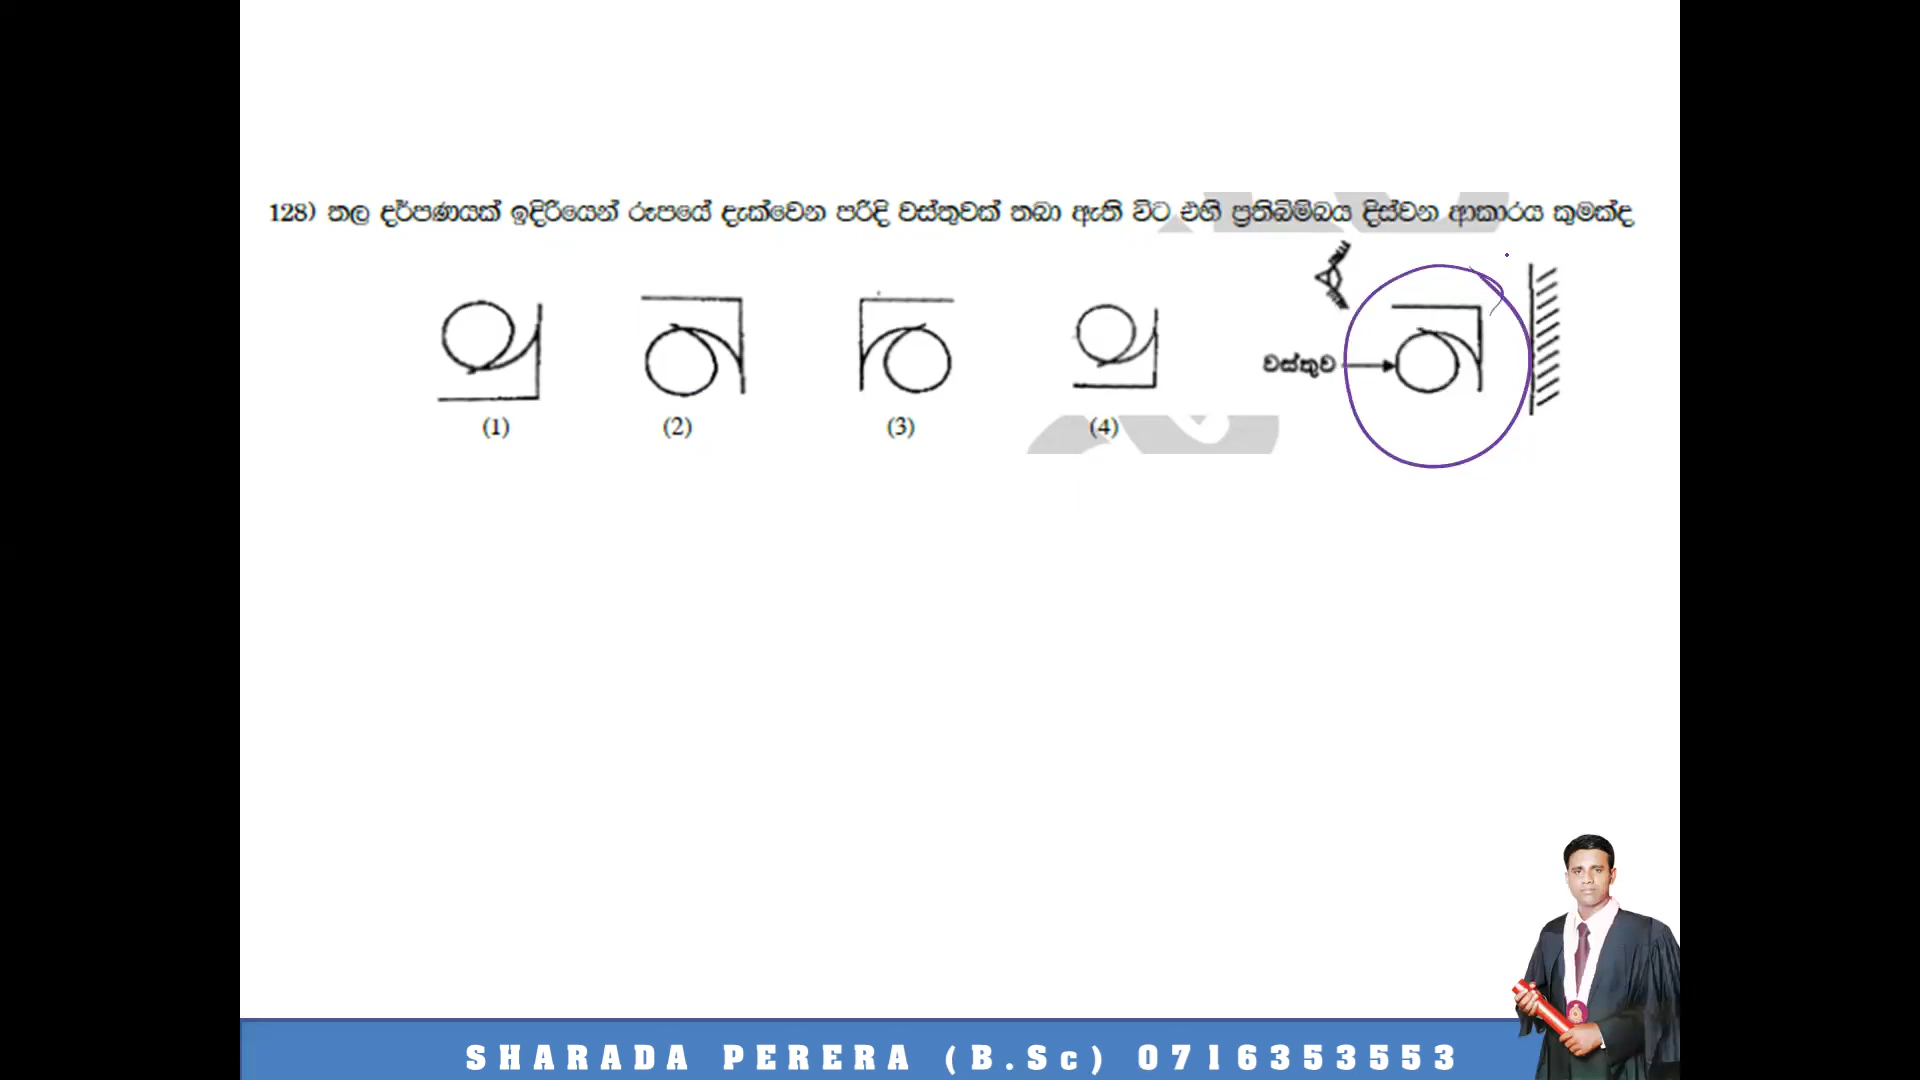 128) තල දර්පණයක් ඉදිරියෙන් රූපයේ දැක්වෙන පරිදි වස්තුවක් තබා ඇති විට එහි ප්‍රතිබිම්බය දිස්වන ආකාරය කුමක්ද
වස්තුව
(1) (2) (3) (4)
SHARADA PERERA (B.Sc) 0716353553